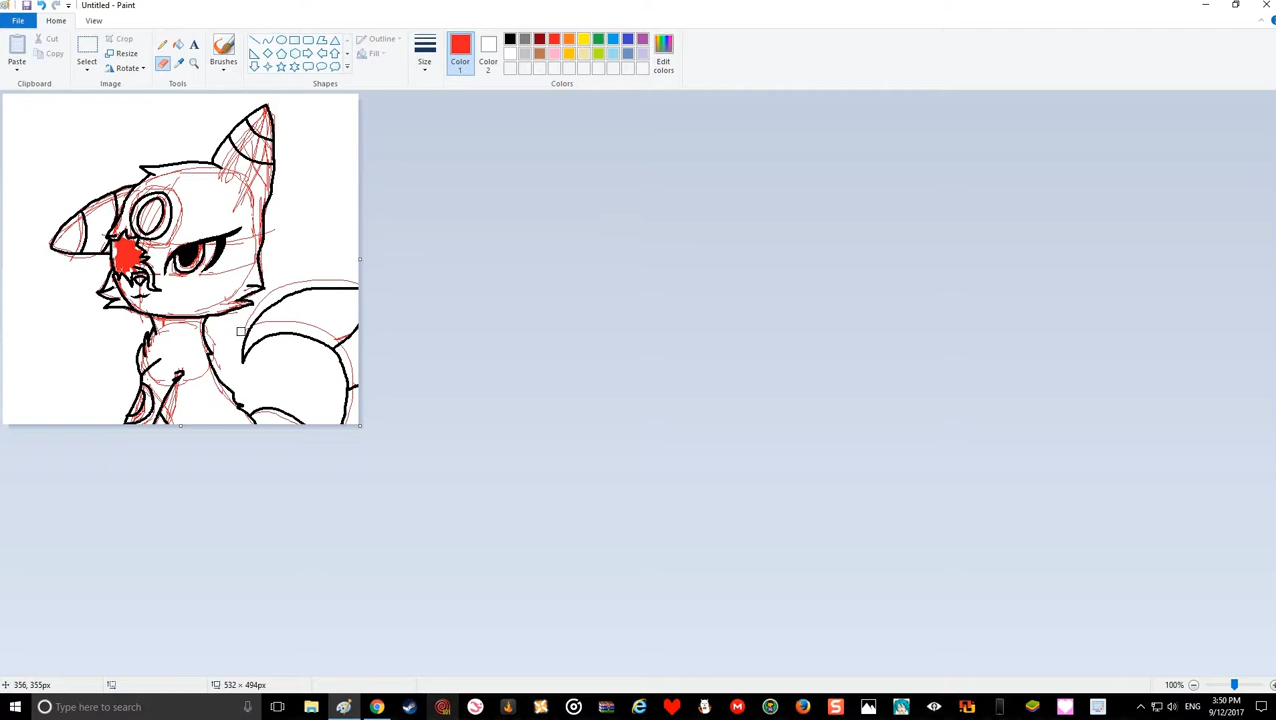 Untitled - Paint
File Home View
Paste
Cut
Copy
Clipboard
Select
Crop
Resize
Rotate
Image
A
Tools
Brushes
Shapes
Outline
Fill
Size
Color 1
Color 2
Edit colors
Colors
356, 355px
532 × 494px
100%
Type here to search
ENG
3:50 PM
9/12/2017